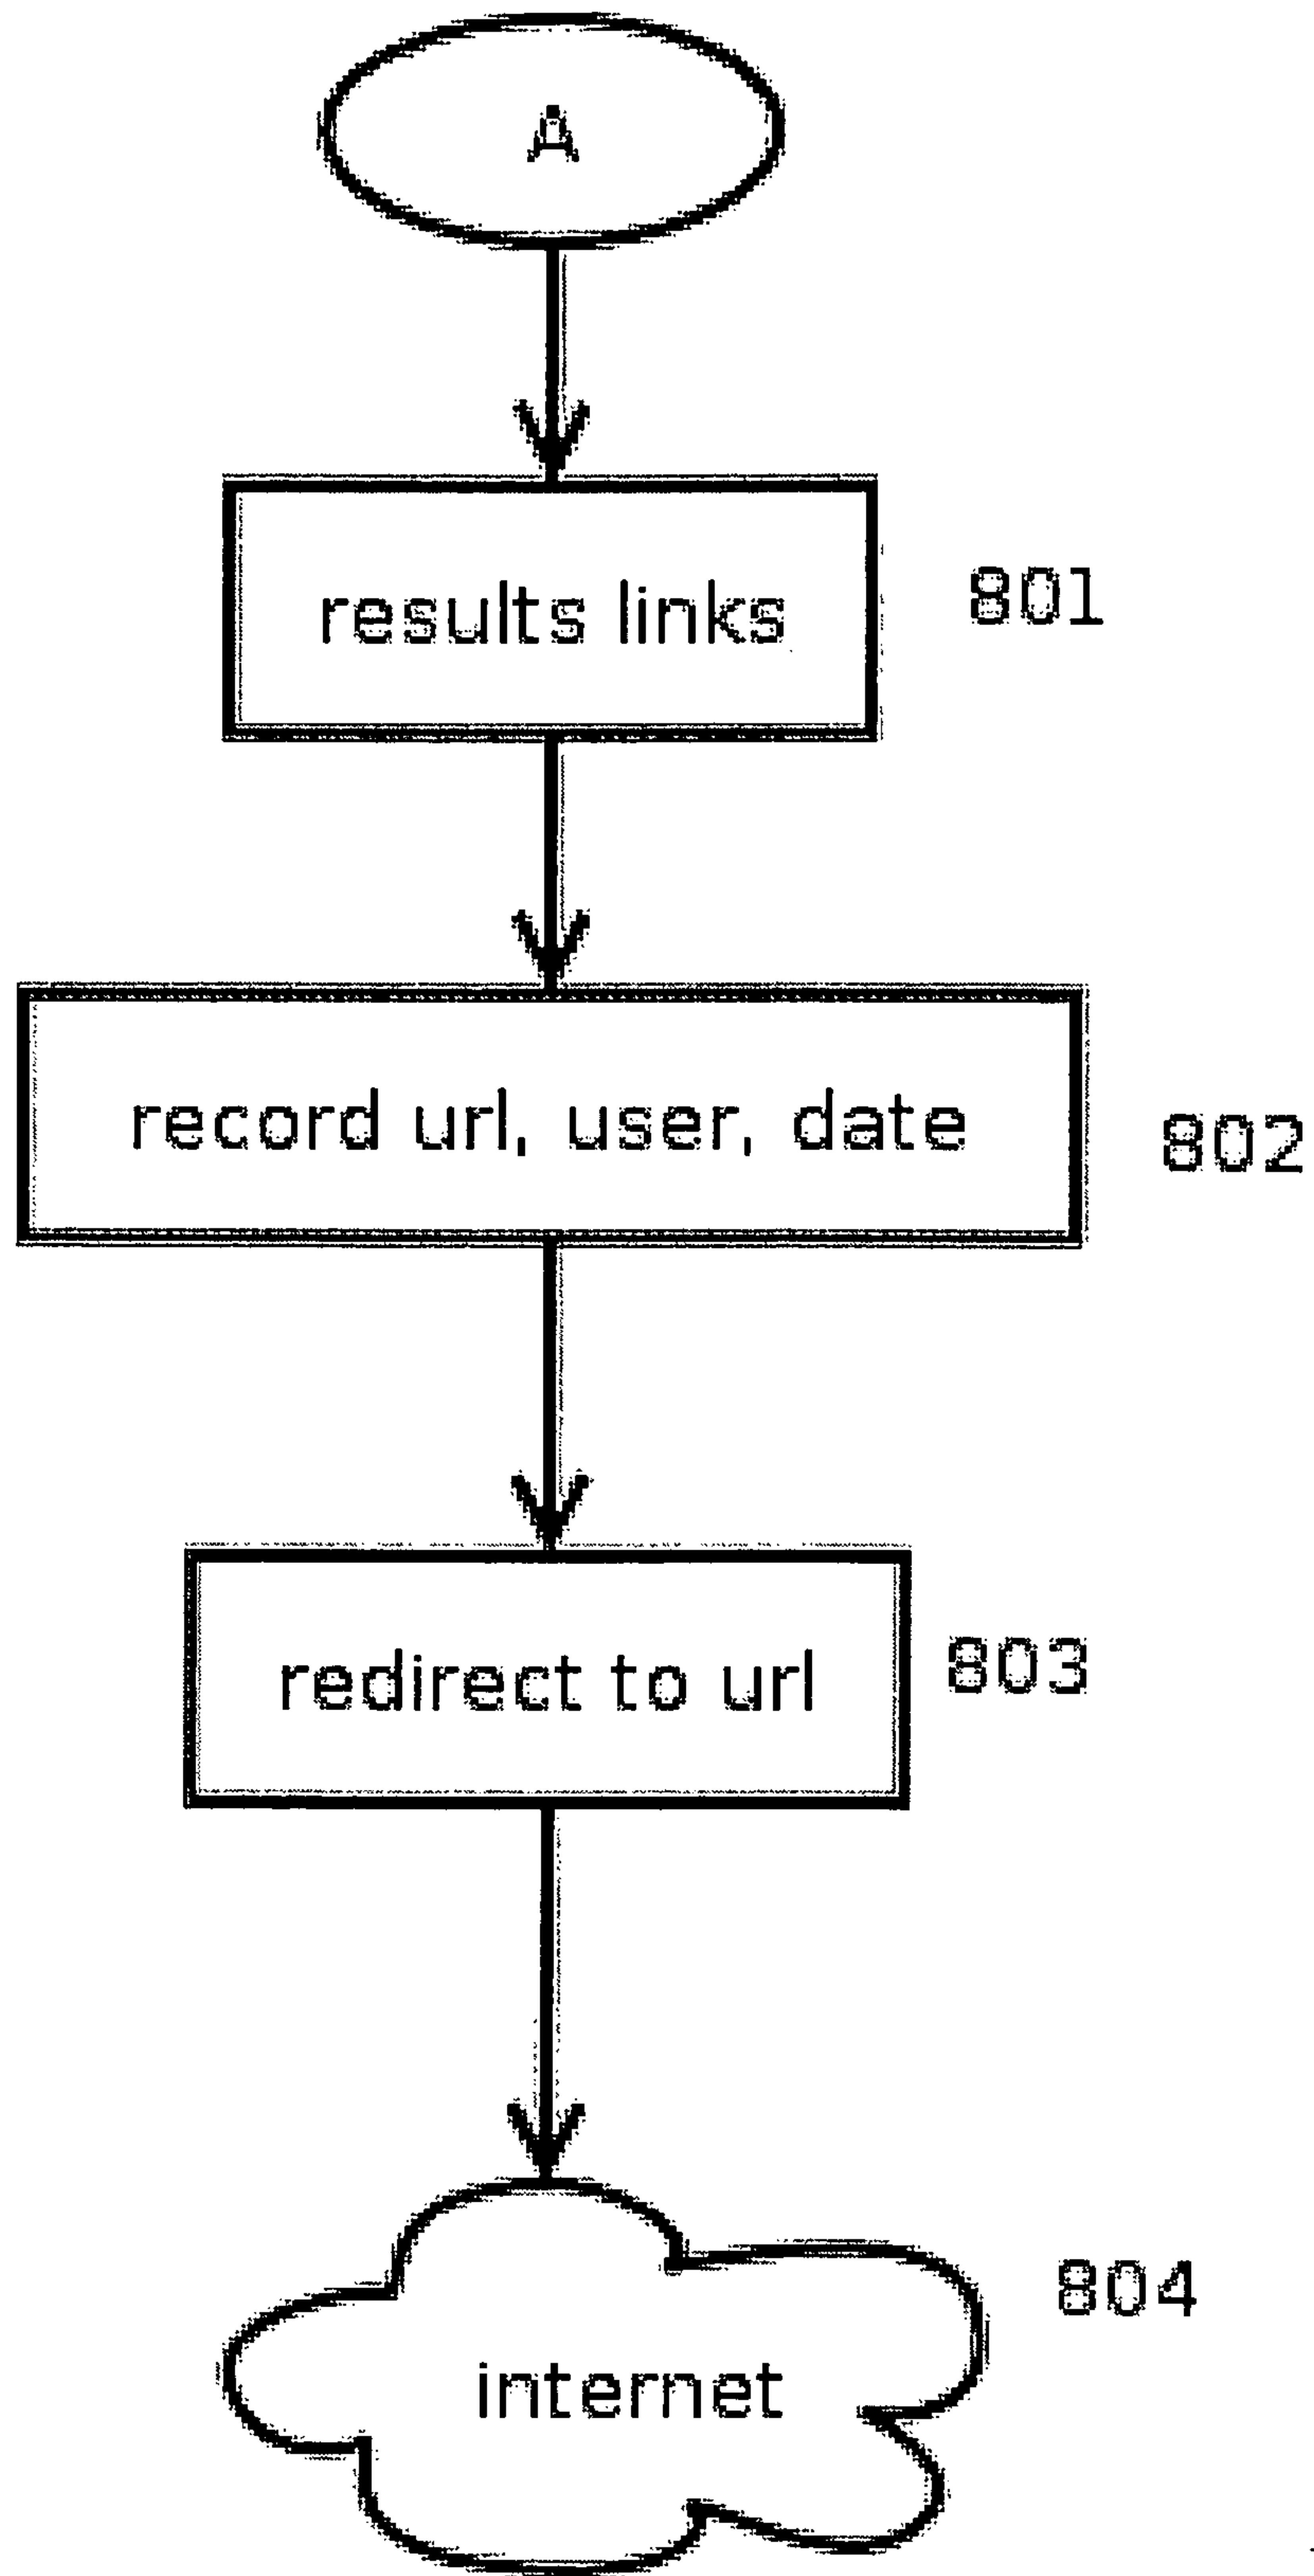 A
results links
801
record url, user, date
802
redirect to url
803
804
internet